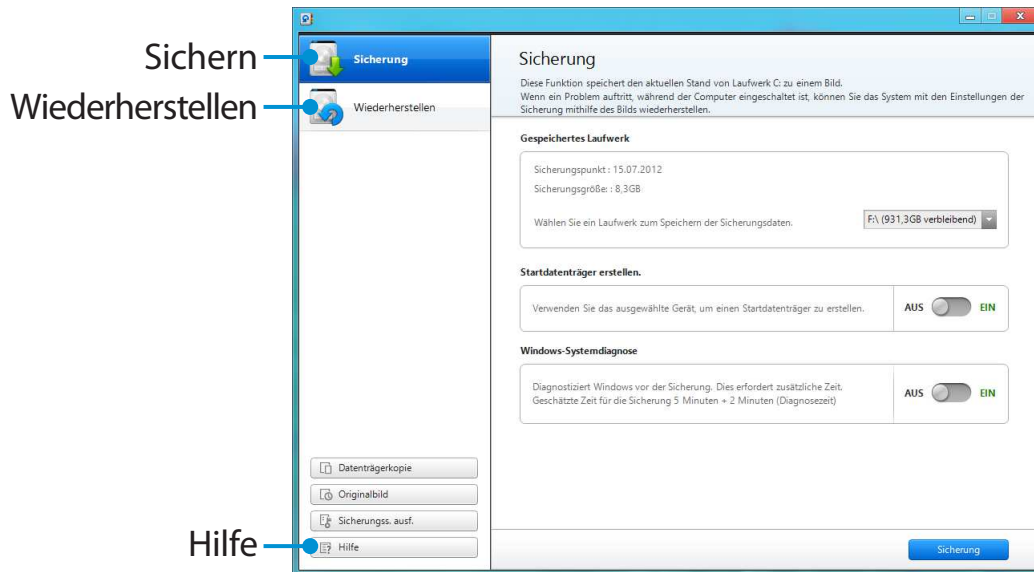 Sichern
Wiederherstellen
Hilfe
Sicherung
Wiederherstellen
Datenträgerkopie
Originalbild
Sicherungss. ausf.
Hilfe
Sicherung
Diese Funktion speichert den aktuellen Stand von Laufwerk C: zu einem Bild.
Wenn ein Problem auftritt, während der Computer eingeschaltet ist, können Sie das System mit den Einstellungen der
Sicherung mithilfe des Bilds wiederherstellen.
Gespeichertes Laufwerk
Sicherungspunkt : 15.07.2012
Sicherungsgröße: : 8,3GB
Wählen Sie ein Laufwerk zum Speichern der Sicherungsdaten. F:\ (931,3GB verbleibend)
Startdatenträger erstellen.
Verwenden Sie das ausgewählte Gerät, um einen Startdatenträger zu erstellen. AUS EIN
Windows-Systemdiagnose
Diagnostiziert Windows vor der Sicherung. Dies erfordert zusätzliche Zeit.
Geschätzte Zeit für die Sicherung 5 Minuten + 2 Minuten (Diagnosezeit)
AUS EIN
Sicherung